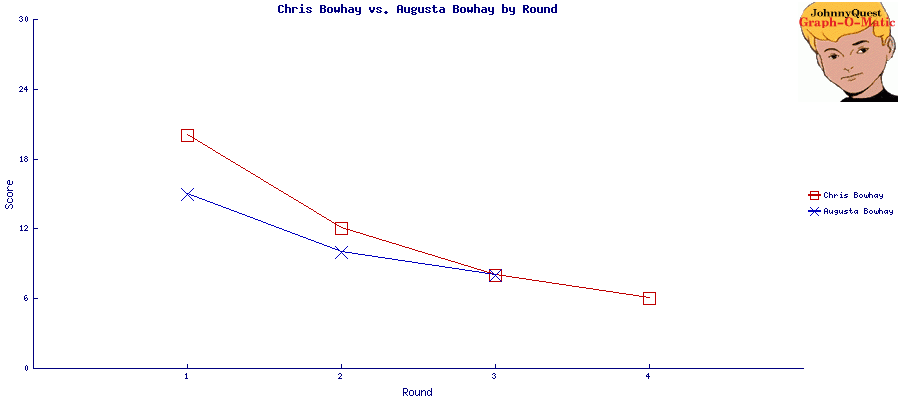 Chris Bowhay vs. Augusta Bowhay by Round
JohnnyQuest
Graph-O-Matic
30
24
18
12
6
0
Score
1
2
3
4
Round
Chris Bowhay
Augusta Bowhay